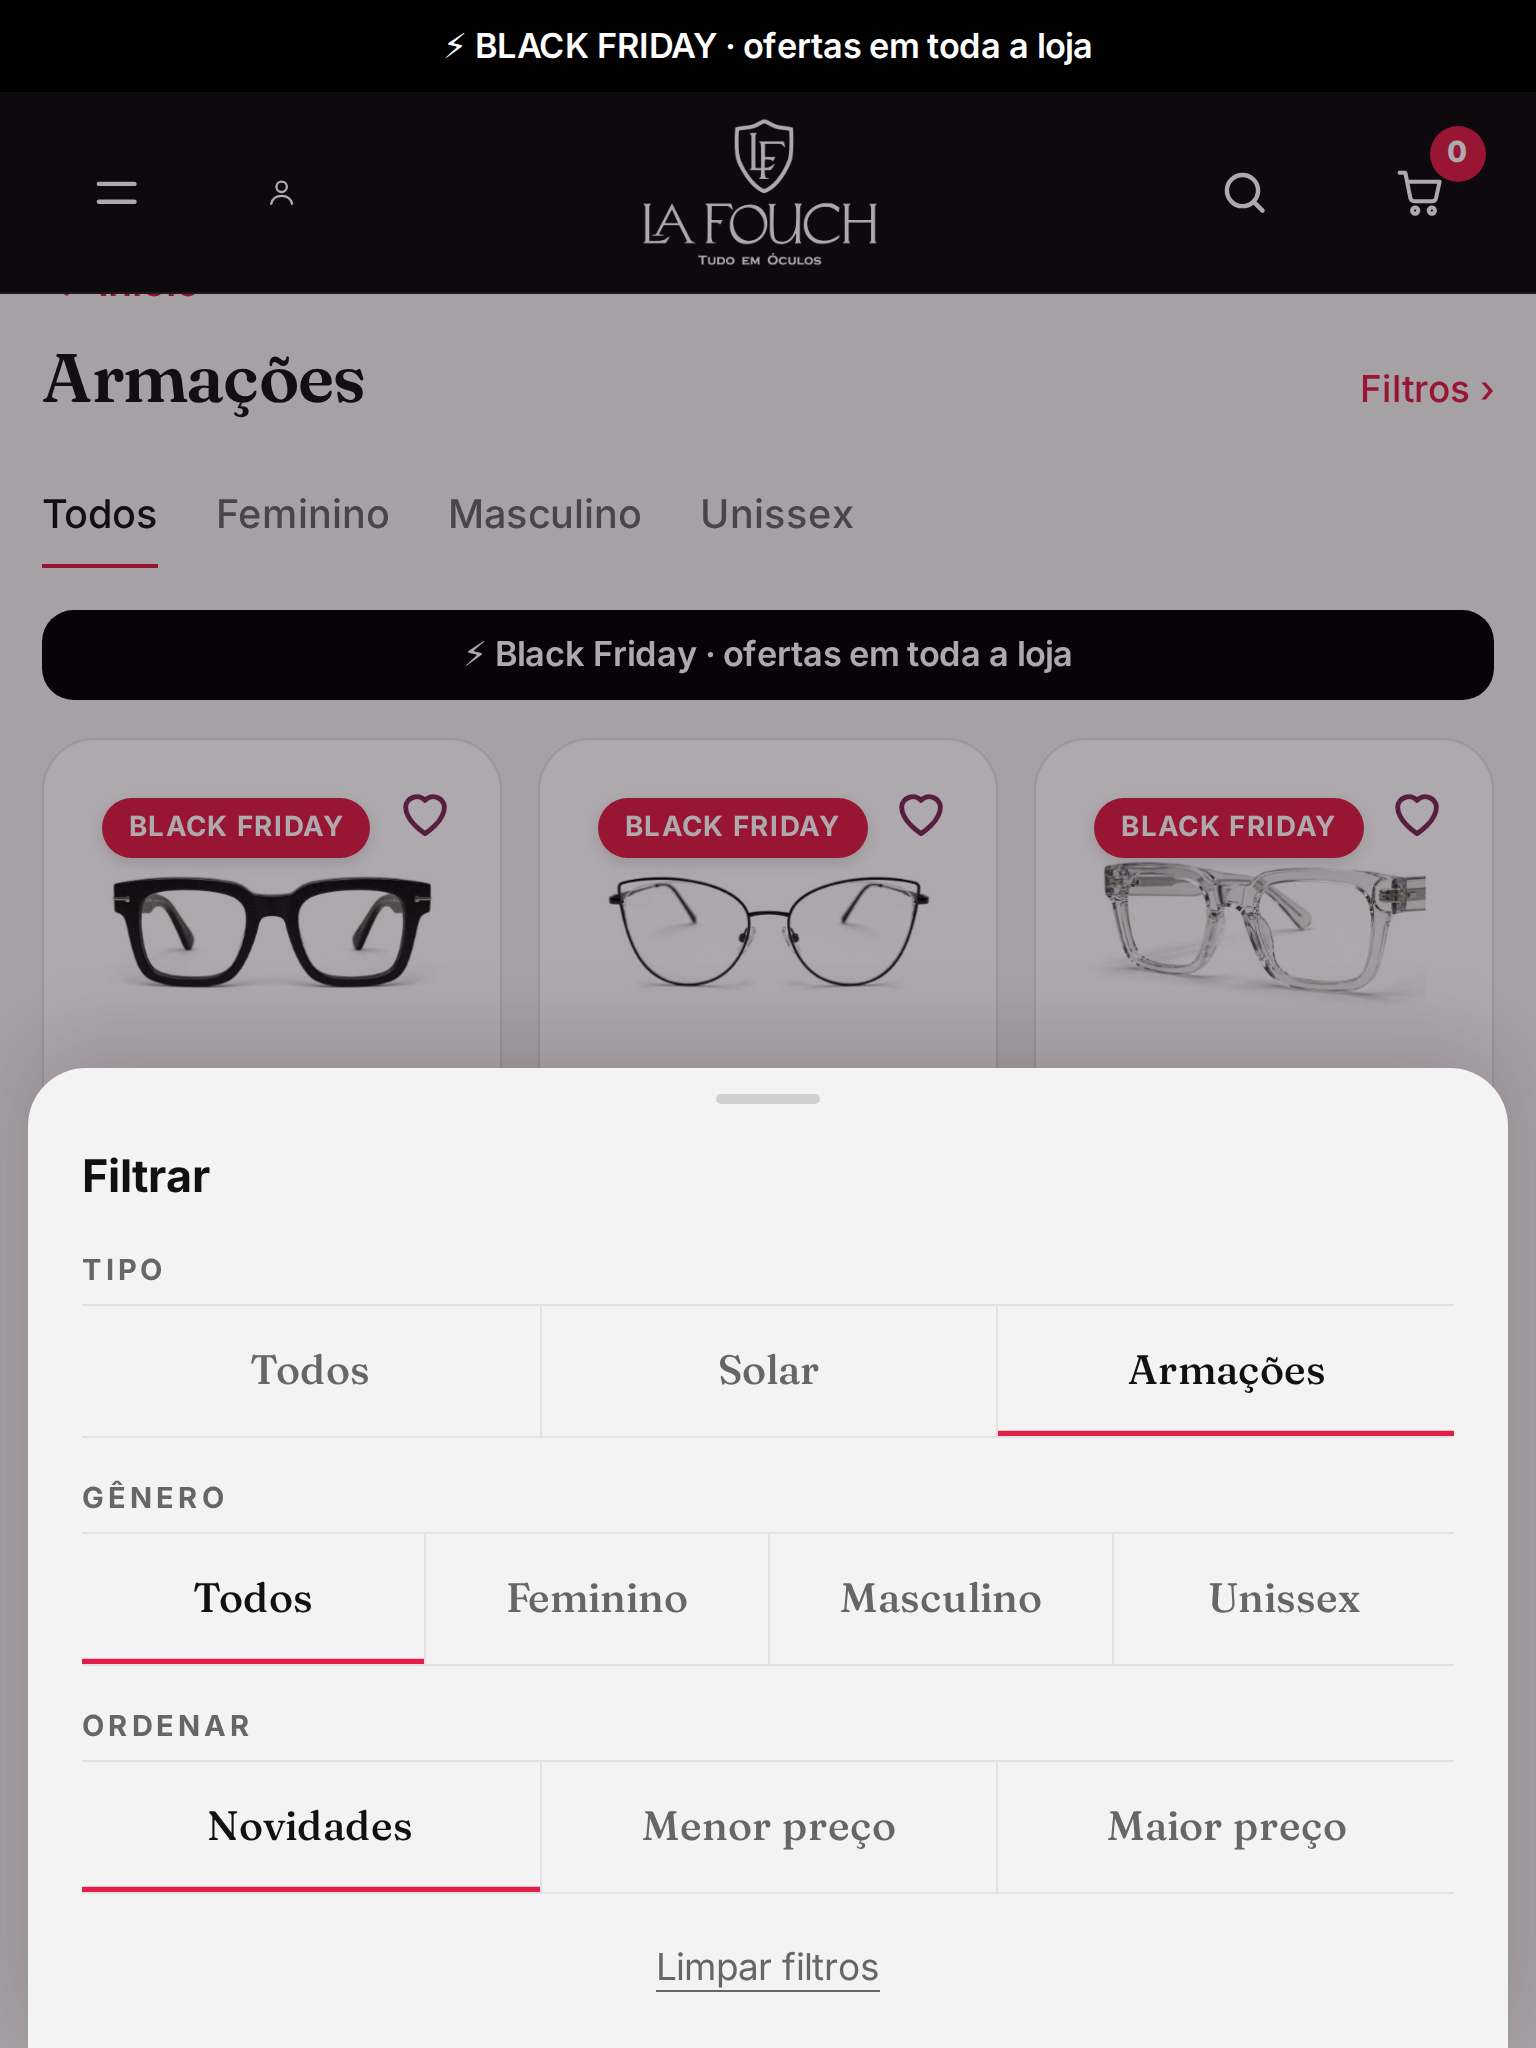 ⚡ BLACK FRIDAY · ofertas em toda a loja
0
LF
LA FOUCH
TUDO EM ÓCULOS
Armações
Filtros ›
Todos Feminino Masculino Unissex
⚡ Black Friday · ofertas em toda a loja
BLACK FRIDAY BLACK FRIDAY BLACK FRIDAY
Filtrar
TIPO
Todos Solar Armações
GÊNERO
Todos Feminino Masculino Unissex
ORDENAR
Novidades Menor preço Maior preço
Limpar filtros